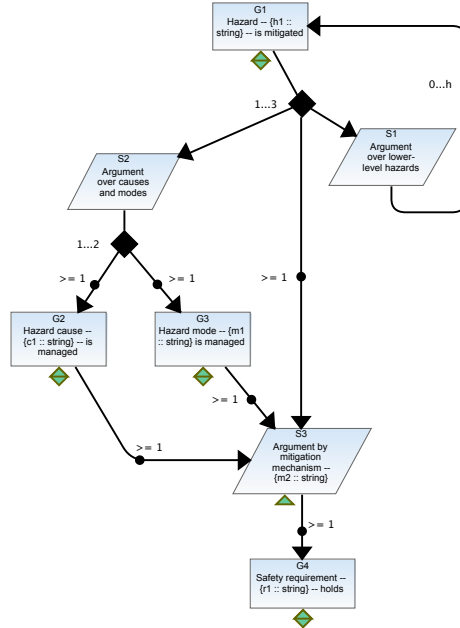 G1
Hazard -- {h1 ::
string} -- is mitigated
0...h
1...3
S2
Argument
over causes
and modes
S1
Argument
over lower-
level hazards
1...2
>= 1
>= 1
>= 1
G2
Hazard cause --
{c1 :: string} -- is
managed
G3
Hazard mode -- {m1
:: string} is managed
>= 1
>= 1
S3
Argument by
mitigation
mechanism --
{m2 :: string}
>= 1
G4
Safety requirement --
{r1 :: string} -- holds